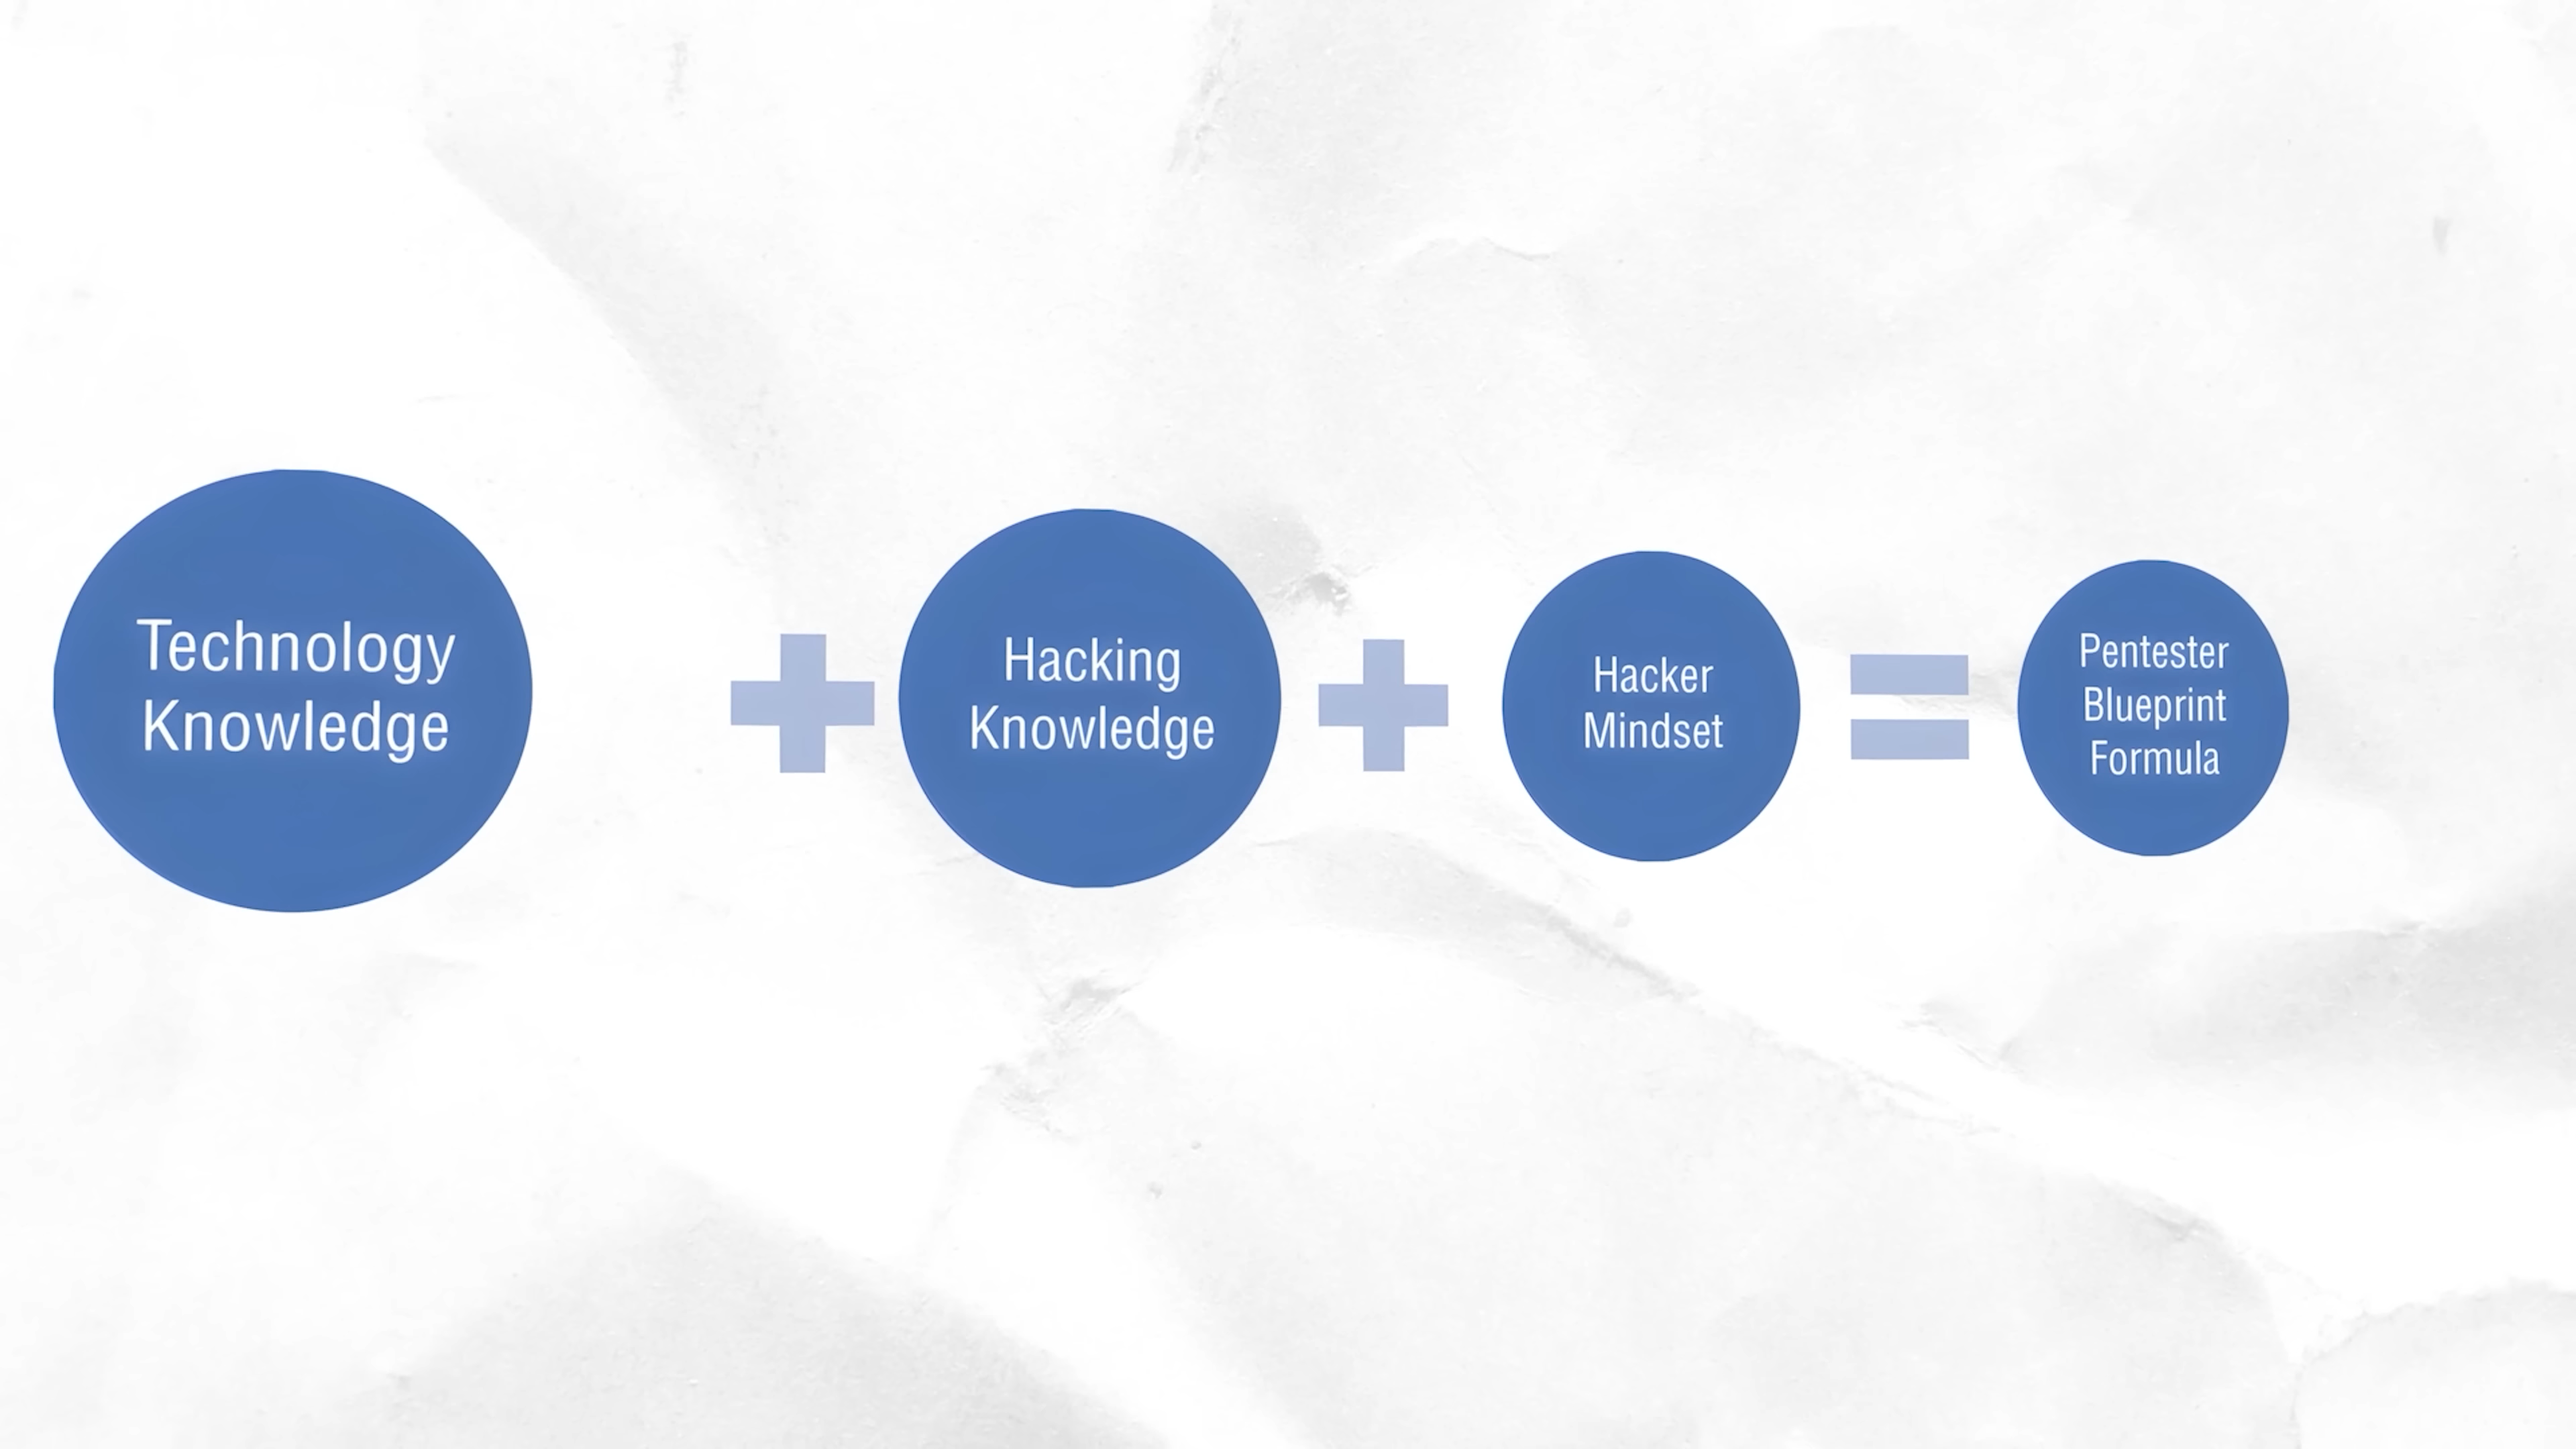 Technology
Knowledge
Hacking
Knowledge
Hacker
Mindset
Pentester
Blueprint
Formula